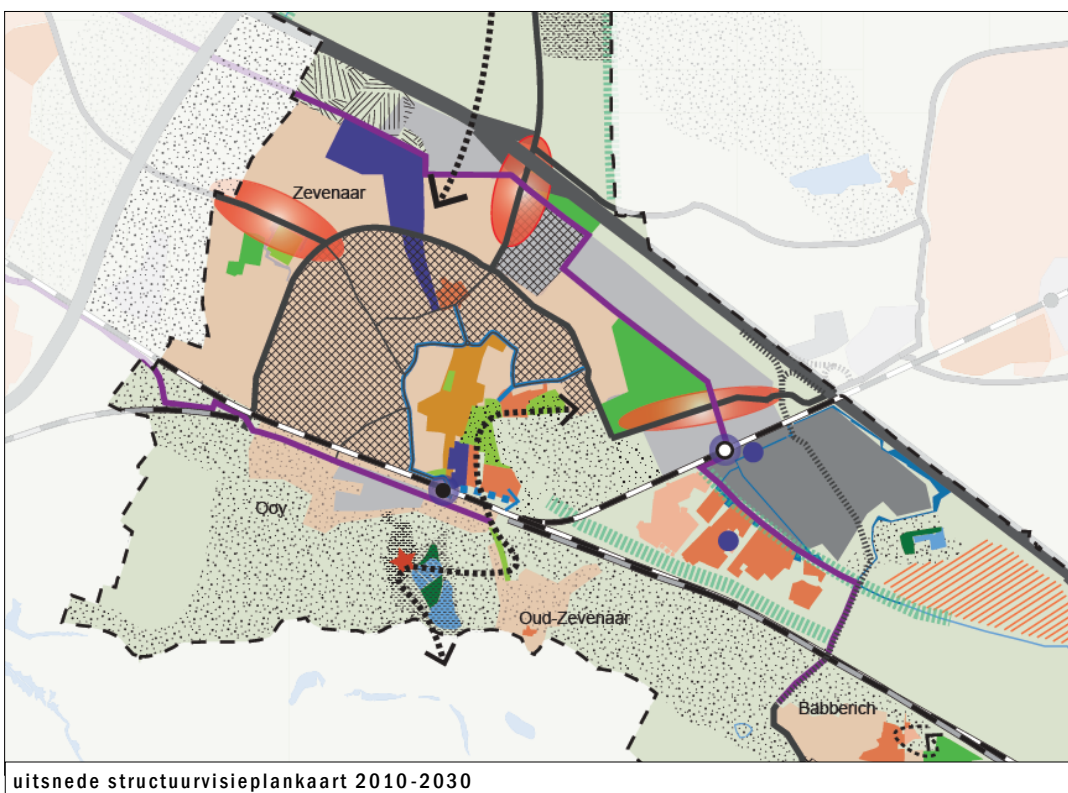 Zevenaar
Ooy
Oud-Zevenaar
Babberich
uitsnede structuurvisieplankaart 2010-2030